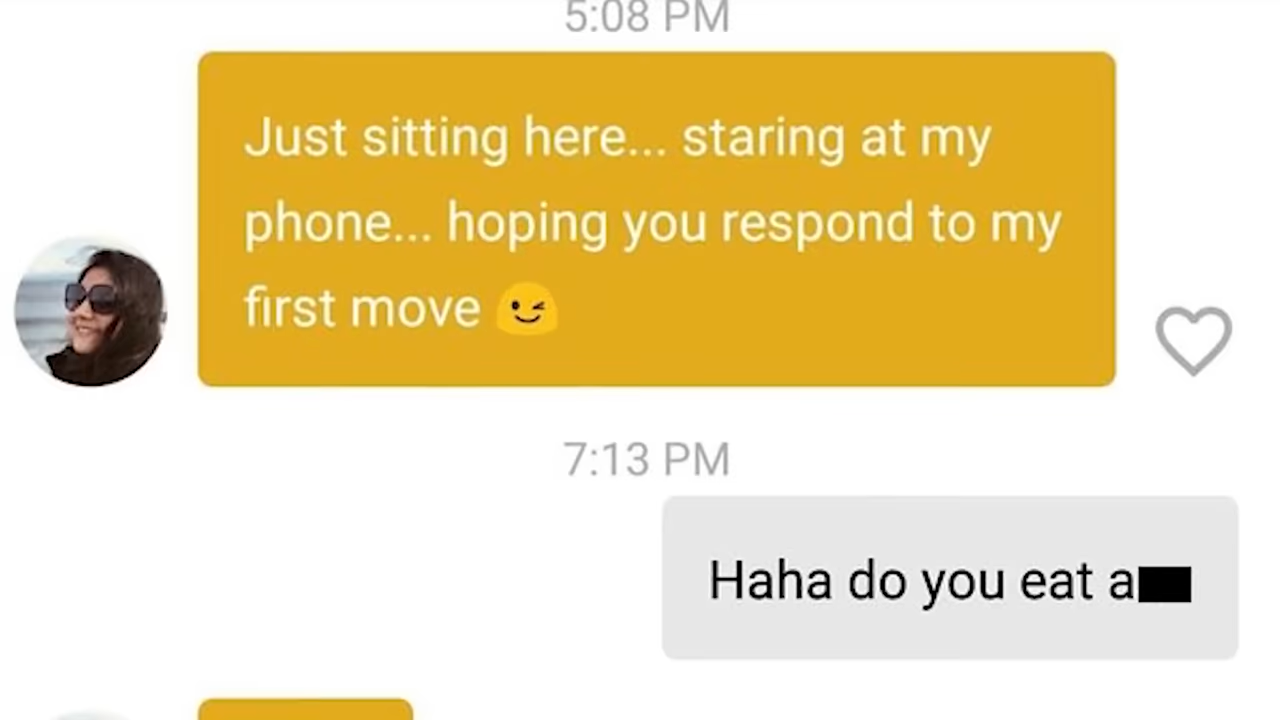 5:08 PM
Just sitting here... staring at my
phone... hoping you respond to my
first move 😉
7:13 PM
Haha do you eat a